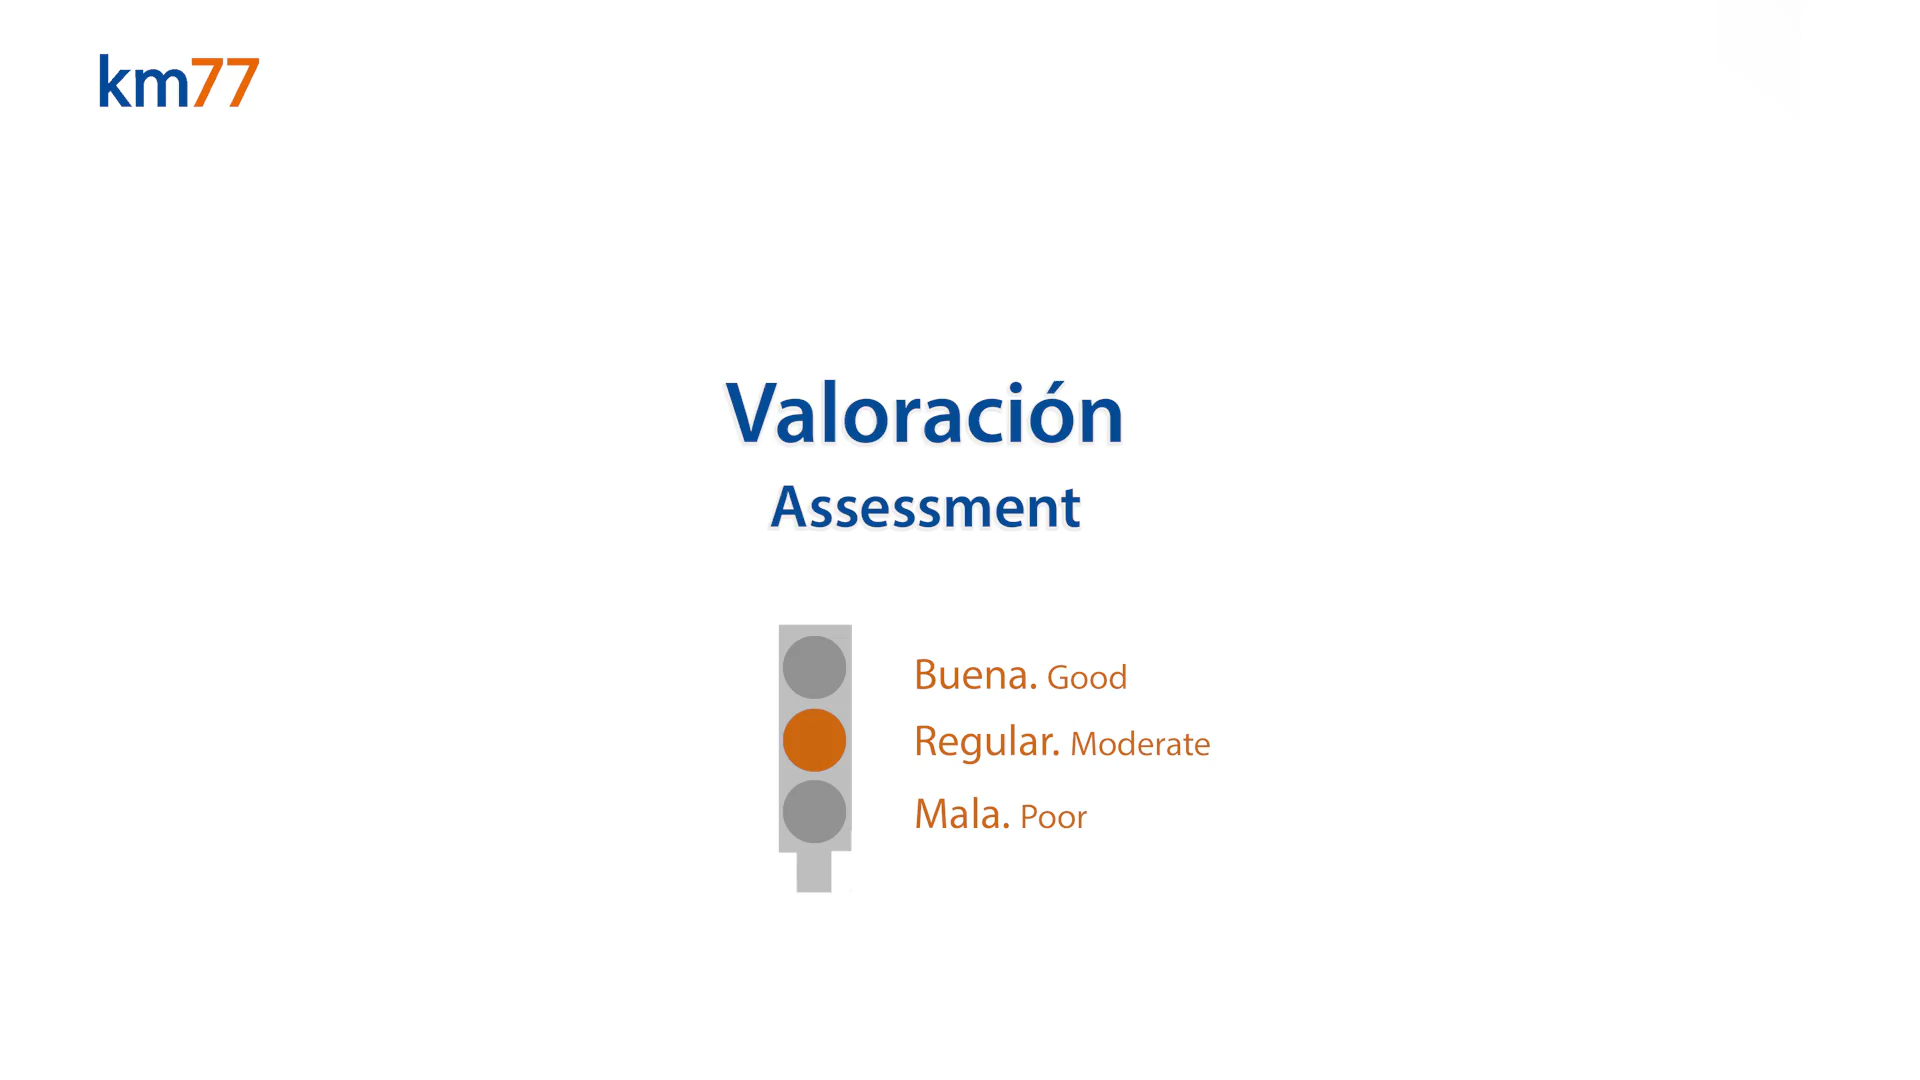 km77
Valoración
Assessment
Buena. Good
Regular. Moderate
Mala. Poor